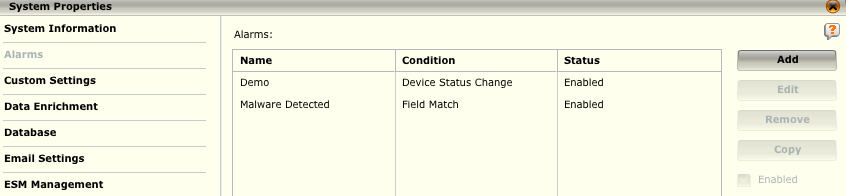 System Properties
System Information
Alarms
Custom Settings
Data Enrichment
Database
Email Settings
ESM Management
Alarms:
Name Condition Status
Demo Device Status Change Enabled
Malware Detected Field Match Enabled
?
Add
Edit
Remove
Copy
Enabled